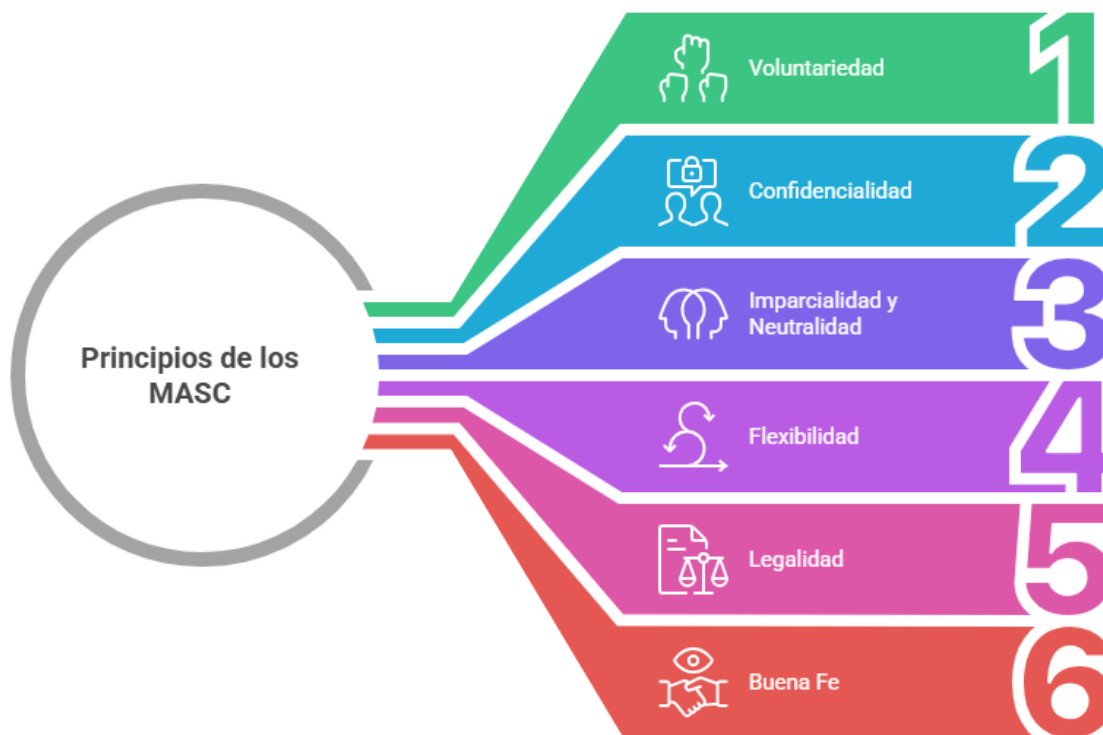 Principios de los
MASC
Voluntariedad
1
Confidencialidad
2
Imparcialidad y
Neutralidad
3
Flexibilidad
4
Legalidad
5
Buena Fe
6